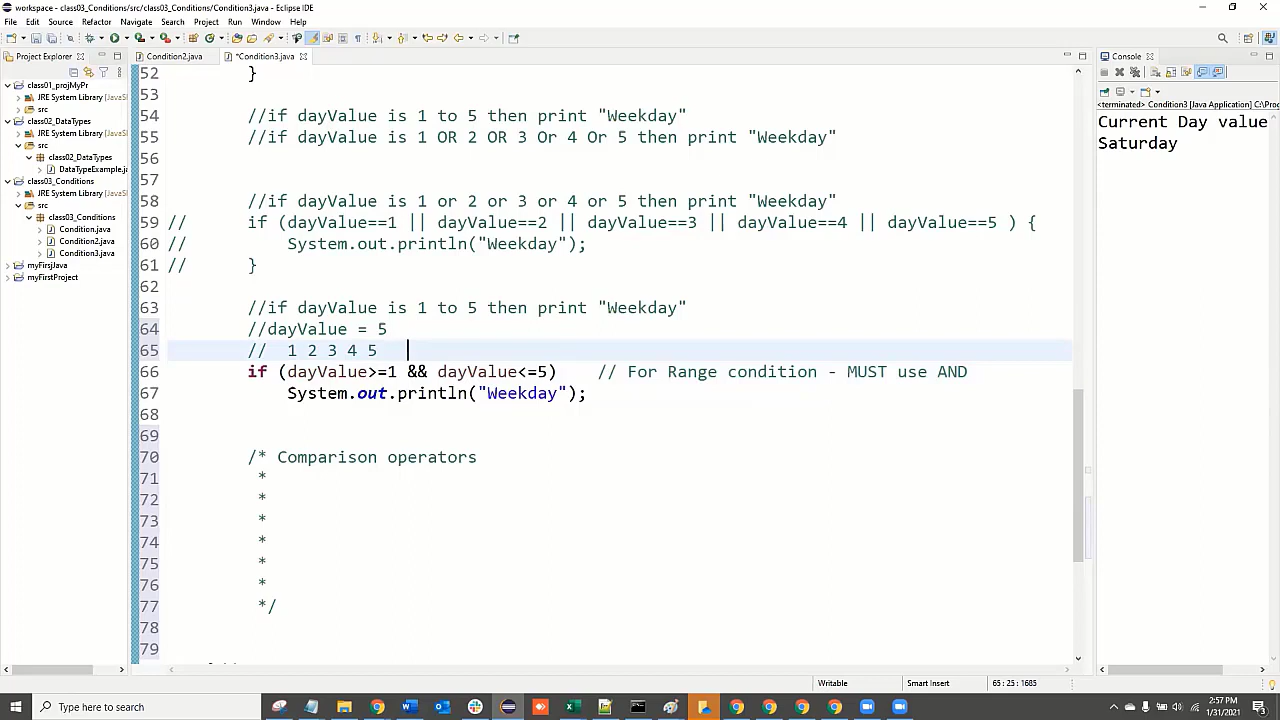 workspace - class03_Conditions/src/class03_Conditions/Condition3.java - Eclipse IDE
File Edit Source Refactor Navigate Search Project Run Window Help
Project Explorer
Condition2.java
*Condition3.java
Console
class01_projMyPr
JRE System Library [JavaS
src
class02_DataTypes
JRE System Library [JavaS
src
class02_DataTypes
DataTypeExample.ja
class03_Conditions
JRE System Library [JavaS
src
class03_Conditions
Condition.java
Condition2.java
Condition3.java
myFirsjJava
myFirstProject
52 }
53
54 //if dayValue is 1 to 5 then print "Weekday"
55 //if dayValue is 1 OR 2 OR 3 Or 4 Or 5 then print "Weekday"
56
57
58 //if dayValue is 1 or 2 or 3 or 4 or 5 then print "Weekday"
59 // if (dayValue==1 || dayValue==2 || dayValue==3 || dayValue==4 || dayValue==5 ) {
60 // System.out.println("Weekday");
61 // }
62
63 //if dayValue is 1 to 5 then print "Weekday"
64 //dayValue = 5
65 // 1 2 3 4 5
66 if (dayValue>=1 && dayValue<=5) // For Range condition - MUST use AND
67 System.out.println("Weekday");
68
69
70 /* Comparison operators
71 *
72 *
73 *
74 *
75 *
76 *
77 */
78
79
<terminated> Condition3 [Java Application] C:\Pro
Current Day value
Saturday
Writable
Smart Insert
65 : 25 : 1685
Type here to search
2:57 PM
1/31/2021